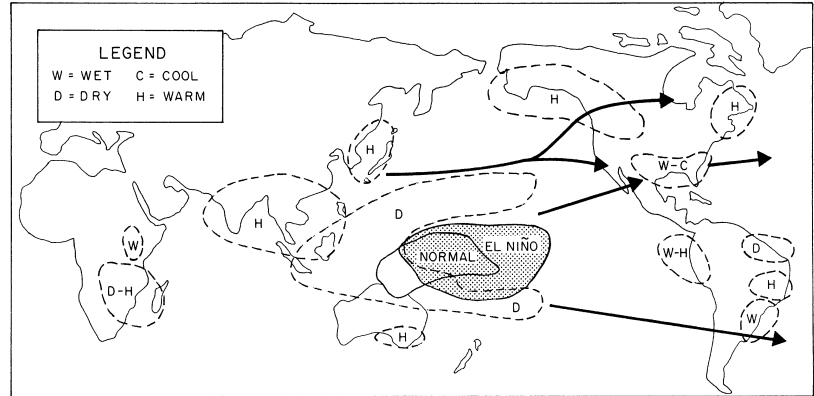 LEGEND
W = WET C = COOL
D = DRY H = WARM
H
H
H
W-C
H
D
W
D-H
NORMAL
EL NIÑO
W-H
D
H
D
W
H